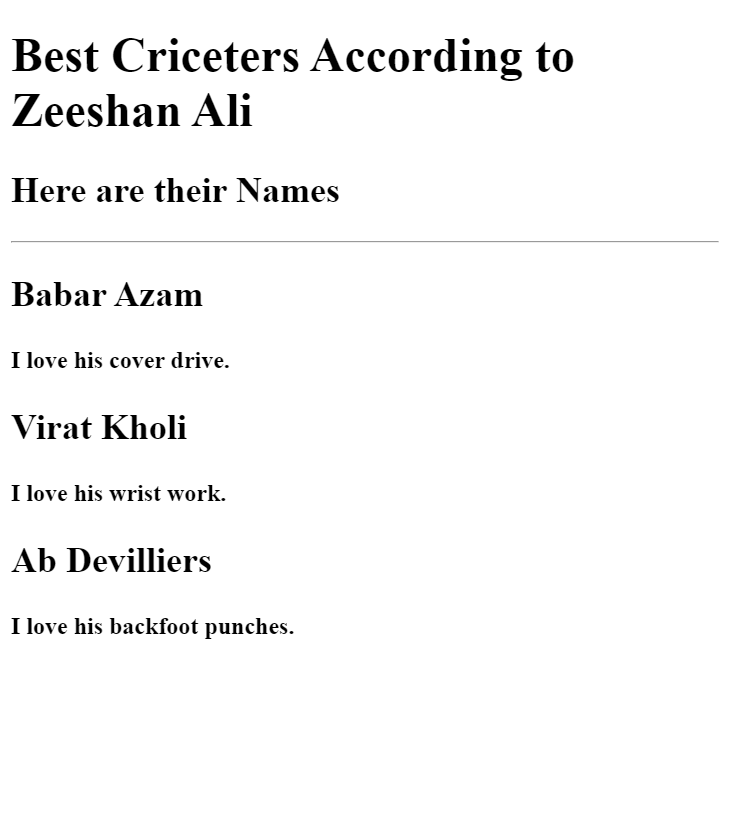 Best Criceters According to
Zeeshan Ali
Here are their Names
Babar Azam
I love his cover drive.
Virat Kholi
I love his wrist work.
Ab Devilliers
I love his backfoot punches.